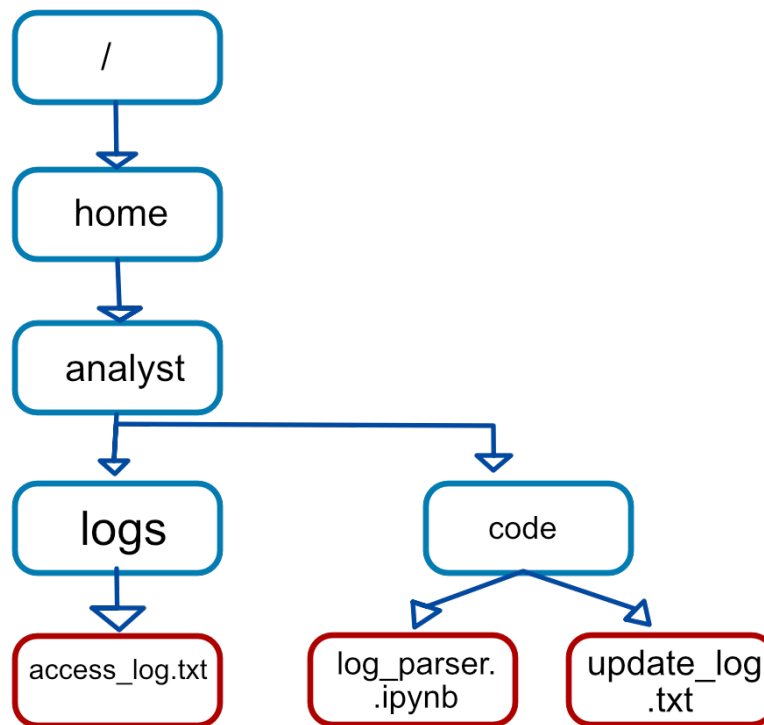 /
home
analyst
logs
code
access_log.txt
log_parser.
.ipynb
update_log
.txt